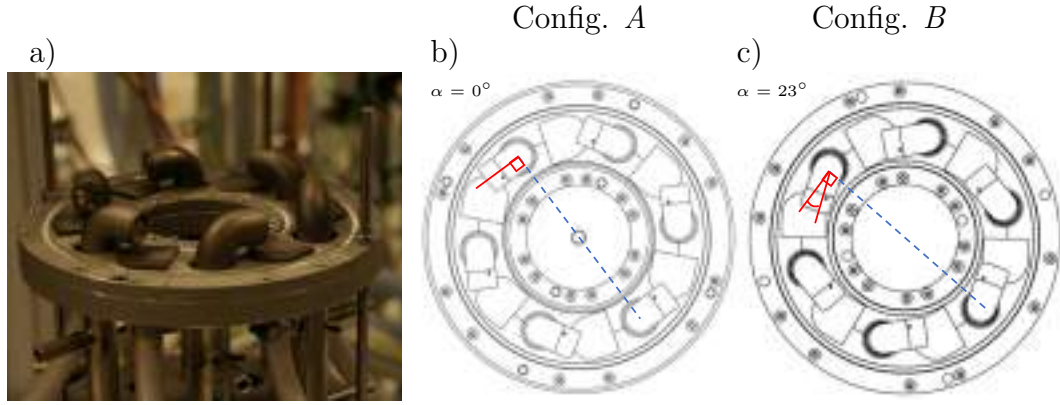 Config. A
Config. B
a)
b)
c)
α = 0°
α = 23°